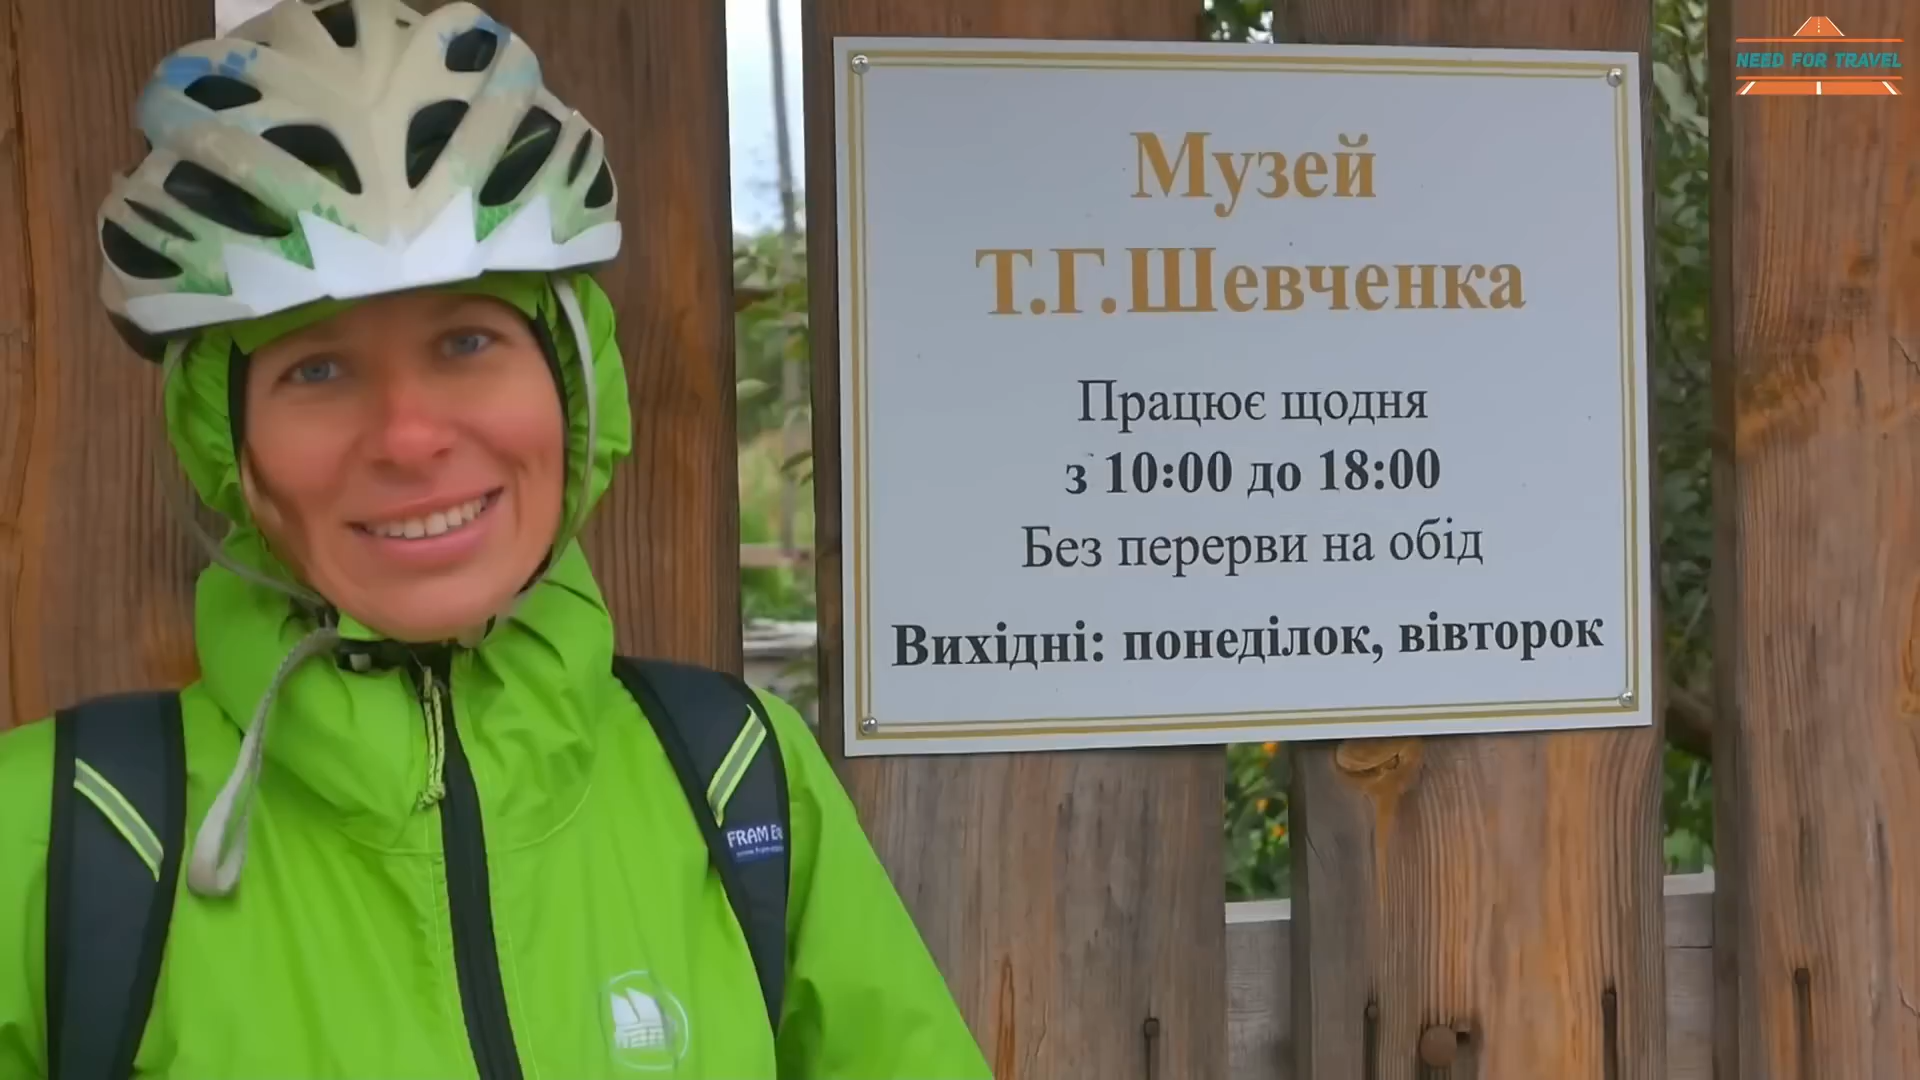 NEED FOR TRAVEL
Музей
Т.Г.Шевченка
Працює щодня
з 10:00 до 18:00
Без перерви на обід
Вихідні: понеділок, вівторок
FRAM